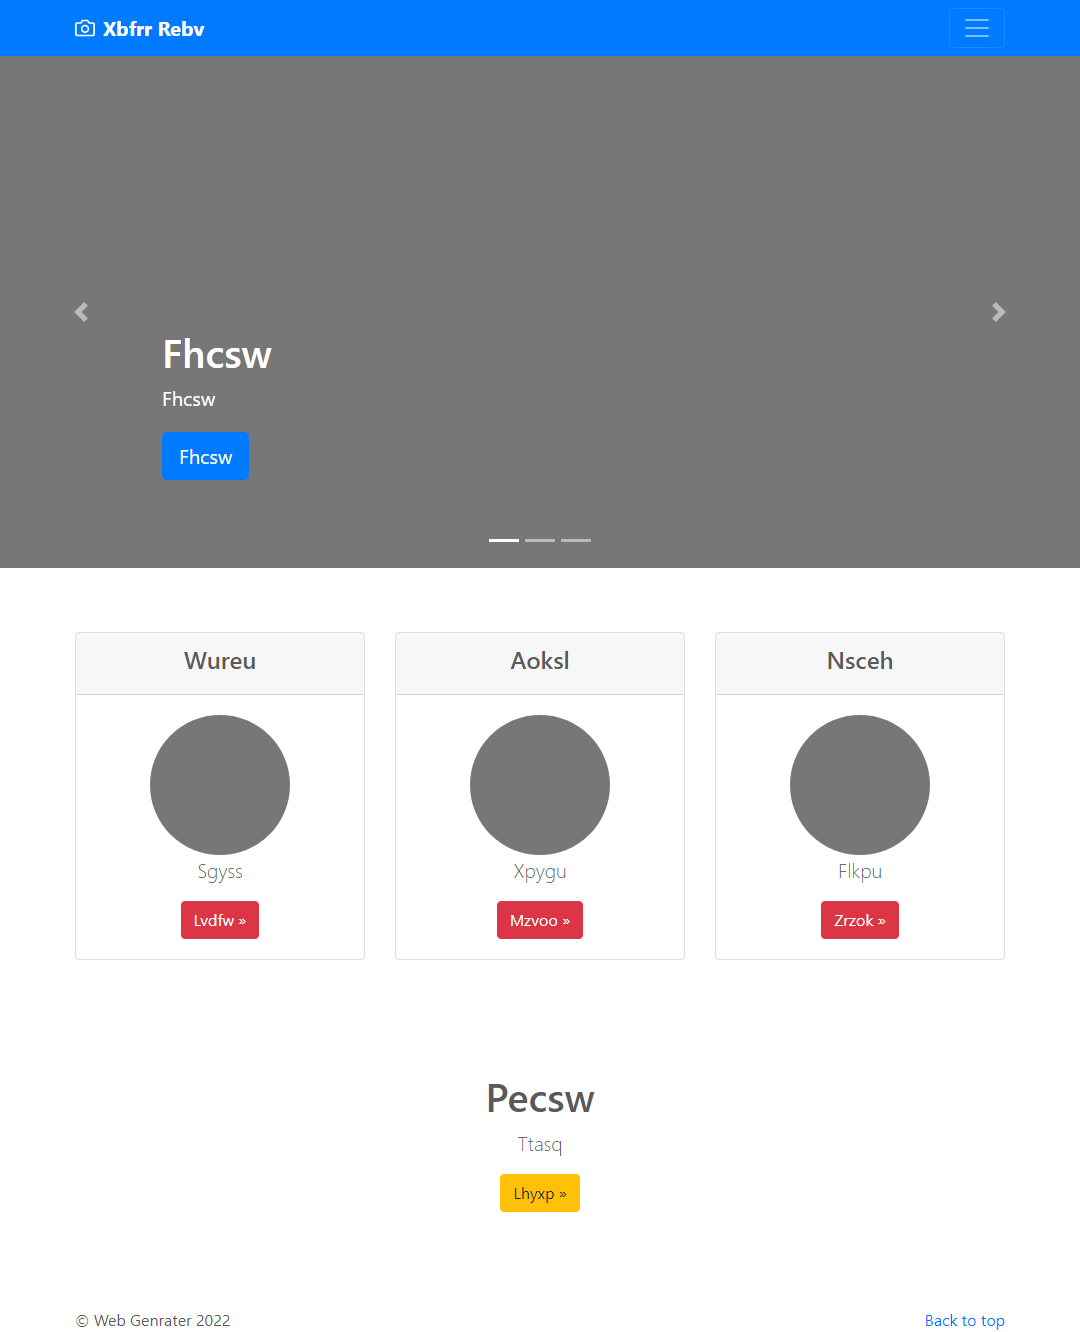 Xbfrr Rebv
Fhcsw
Fhcsw
Fhcsw
Wureu
Aoksl
Nsceh
Sgyss
Xpygu
Flkpu
Lvdfw »
Mzvoo »
Zrzok »
Pecsw
Ttasq
Lhyxp »
© Web Genrater 2022
Back to top